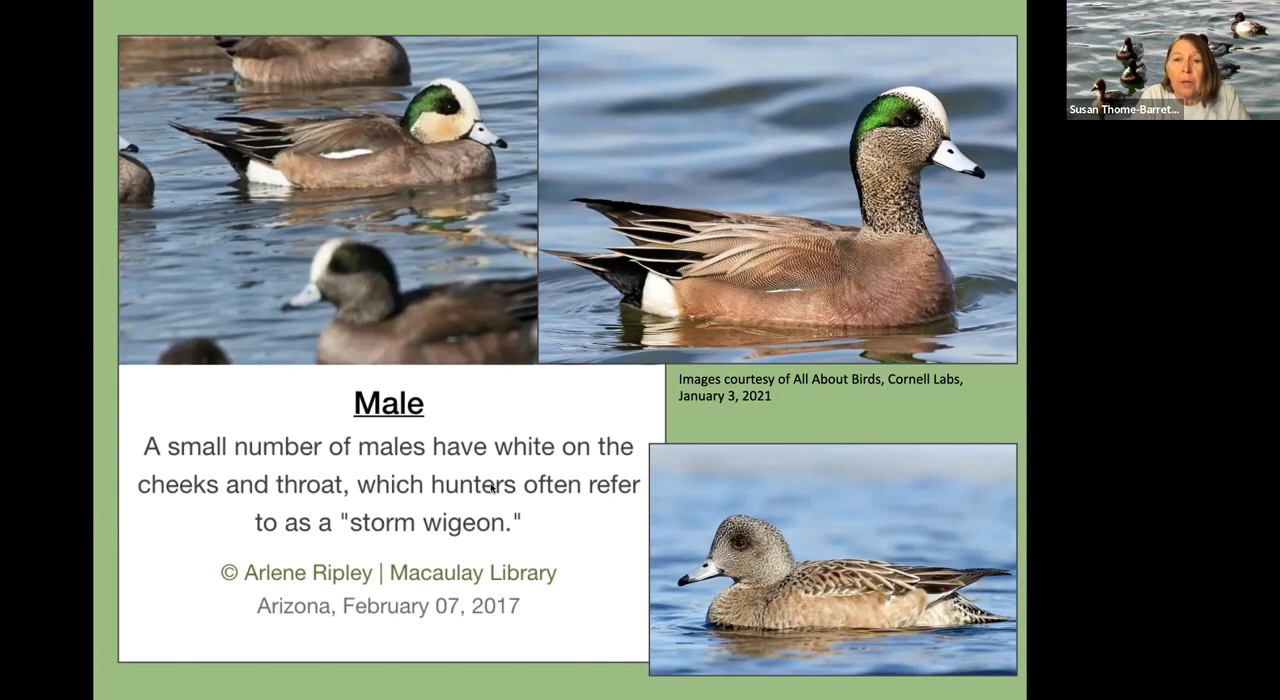 Susan Thome-Barret...
Images courtesy of All About Birds, Cornell Labs,
January 3, 2021
Male
A small number of males have white on the
cheeks and throat, which hunters often refer
to as a "storm wigeon."
© Arlene Ripley | Macaulay Library
Arizona, February 07, 2017